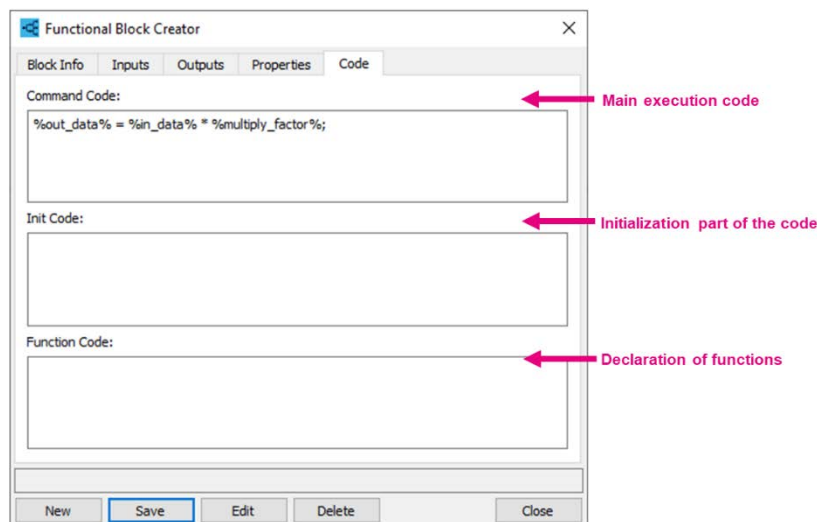 Functional Block Creator
Block Info Inputs Outputs Properties Code
Command Code:
Main execution code
%out_data% = %in_data% * %multiply_factor%;
Init Code:
Initialization part of the code
Function Code:
Declaration of functions
New Save Edit Delete Close